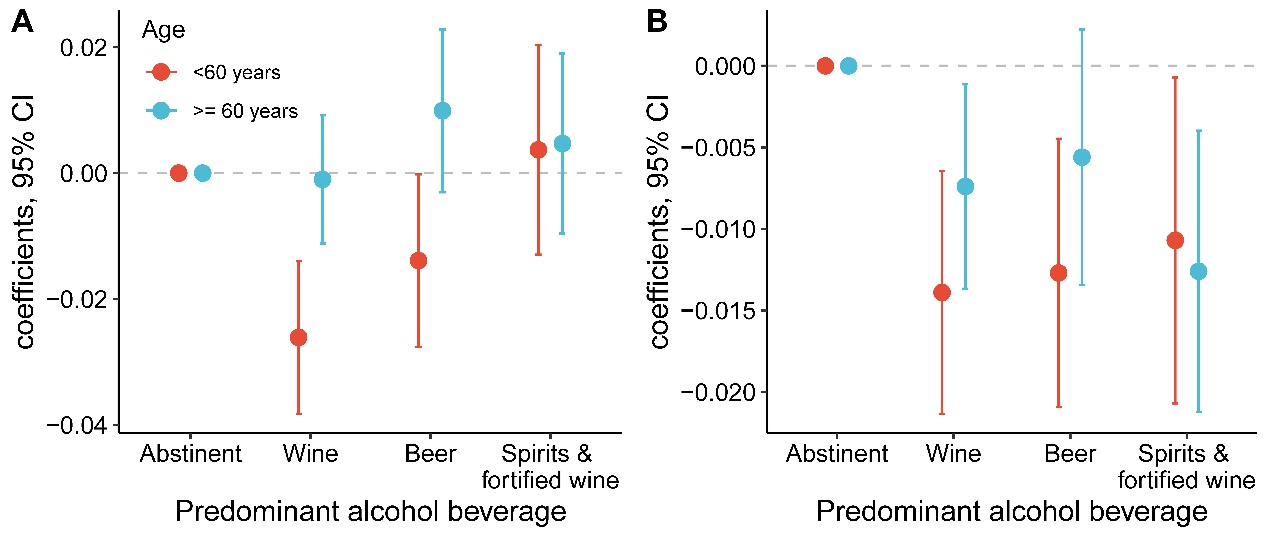 A
Age
<60 years
>= 60 years
0.02
0.00
−0.02
−0.04
coefficients, 95% CI
Abstinent
Wine
Beer
Spirits &
fortified wine
Predominant alcohol beverage
B
0.000
−0.005
−0.010
−0.015
−0.020
coefficients, 95% CI
Abstinent
Wine
Beer
Spirits &
fortified wine
Predominant alcohol beverage